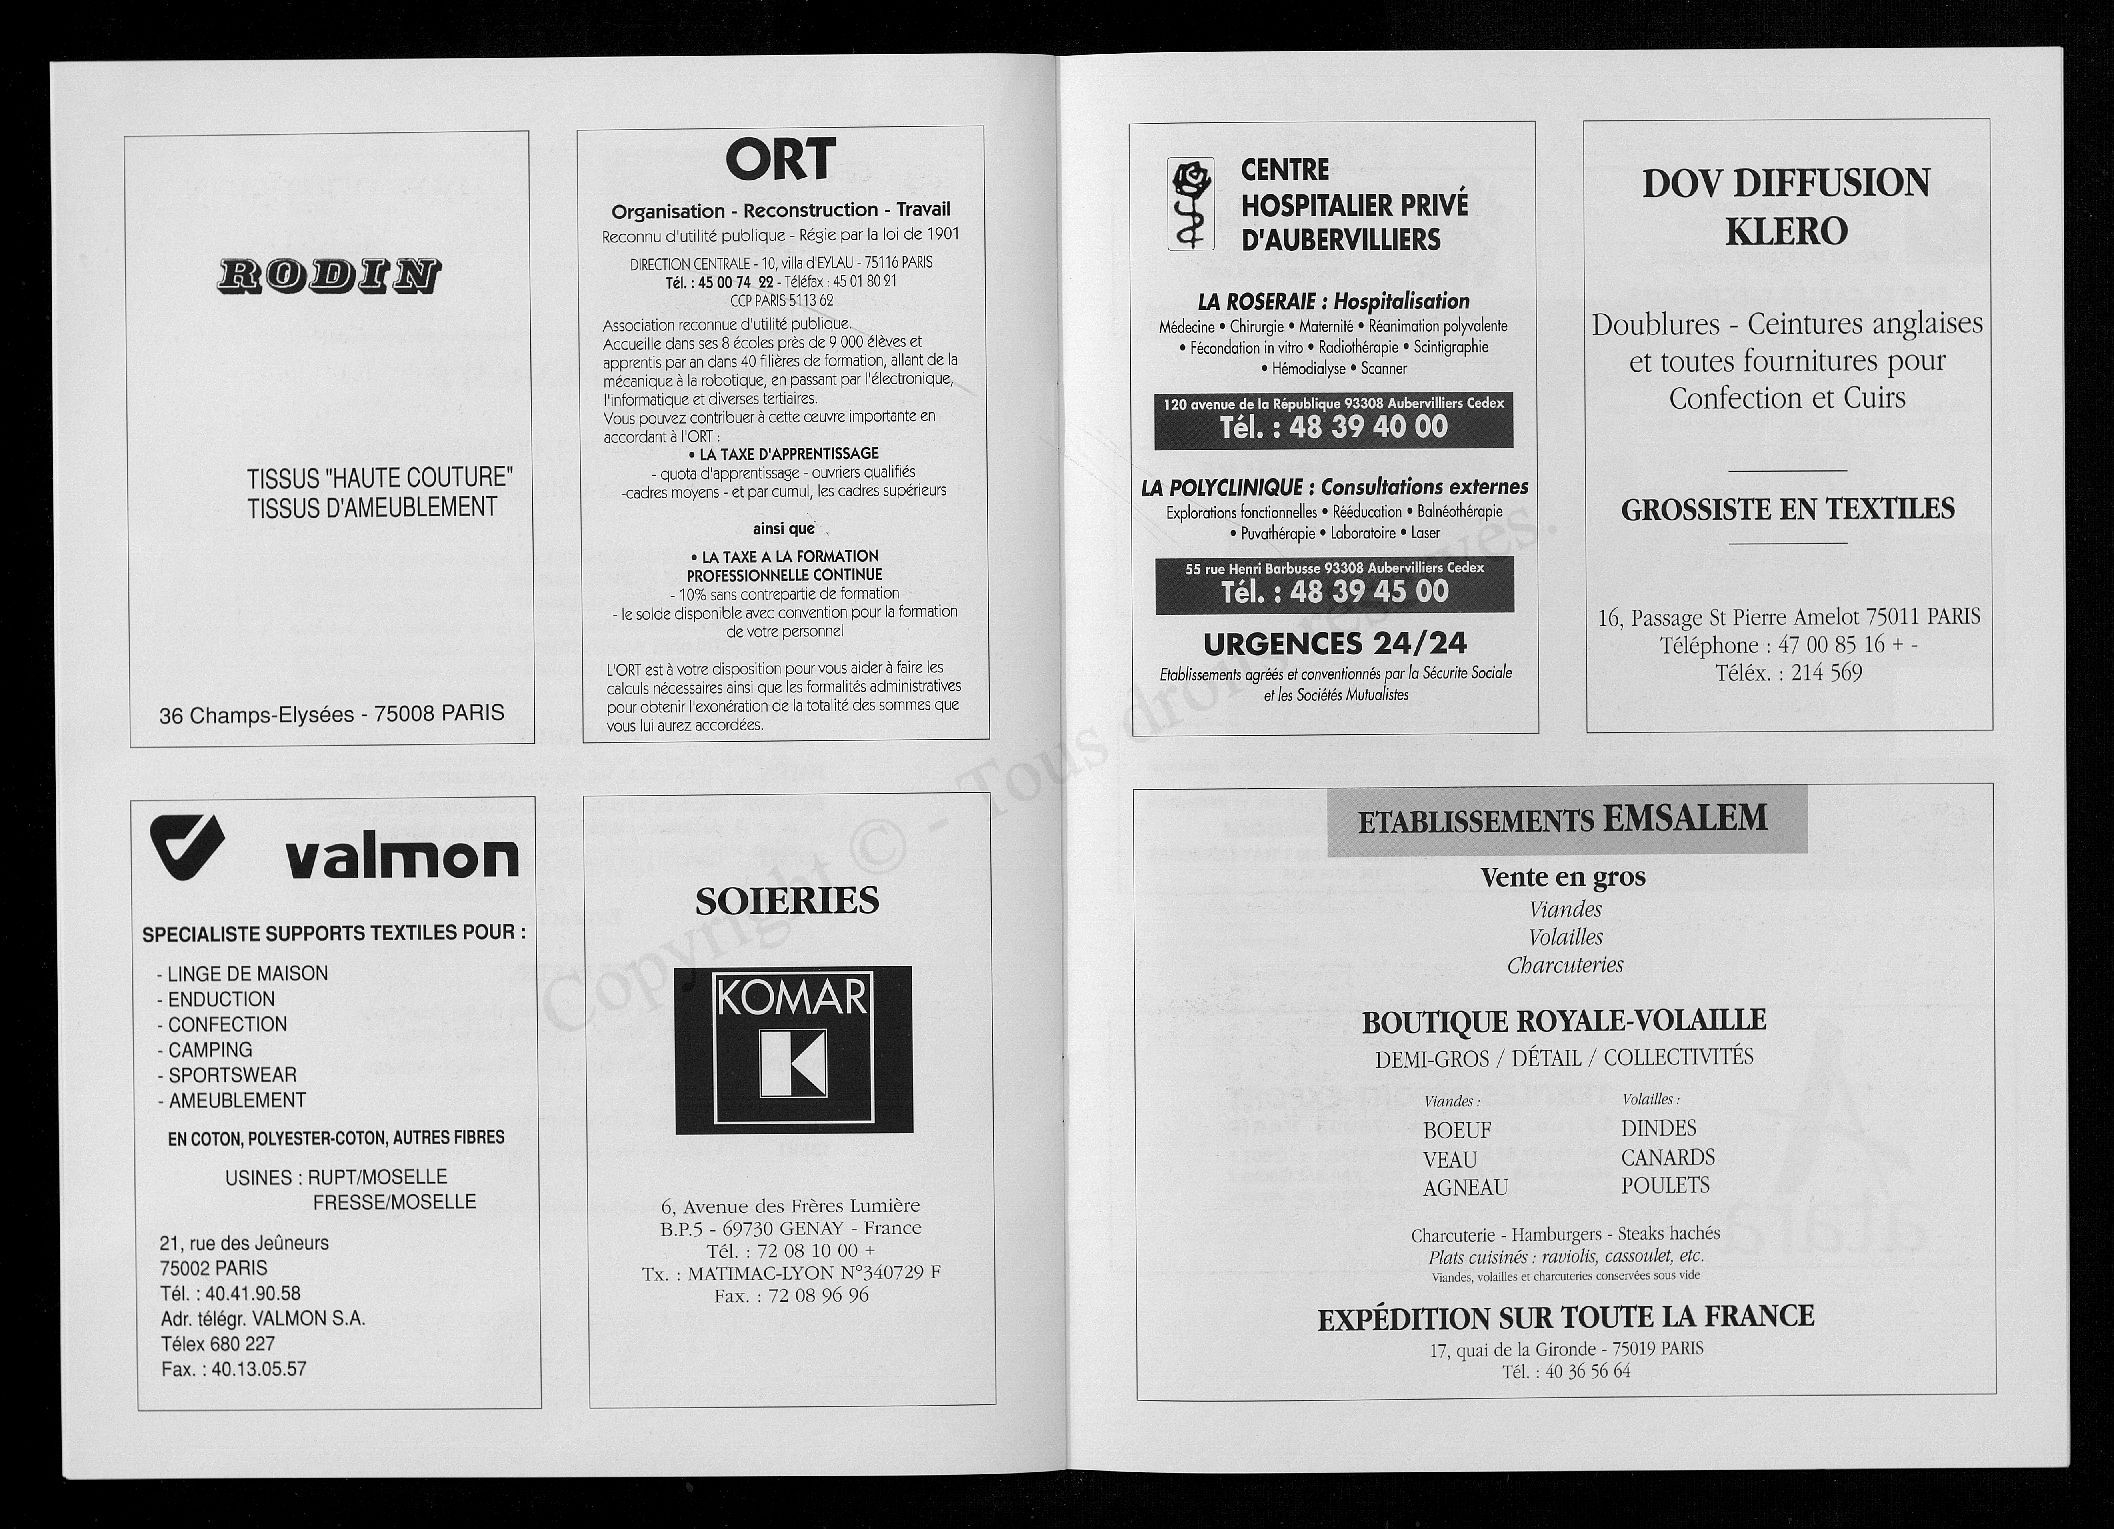 RODIN
TISSUS "HAUTE COUTURE"
TISSUS D'AMEUBLEMENT
36 Champs-Elysées - 75008 PARIS
ORT
Organisation - Reconstruction - Travail
Reconnu d'utilité publique - Régie par la loi de 1901
DIRECTION CENTRALE - 10, villa d'EYLAU - 75116 PARIS
Tél. : 45 00 74 22 - Téléfax : 45 01 80 21
CCP PARIS 5113 62
Association reconnue d'utilité publique.
Accueille dans ses 8 écoles près de 9 000 élèves et
apprentis par an dans 40 filières de formation, allant de la
mécanique à la robotique, en passant par l'électronique,
l'informatique et diverses tertiaires.
Vous pouvez contribuer à cette œuvre importante en
accordant à l'ORT :
• LA TAXE D'APPRENTISSAGE
- quota d'apprentissage - ouvriers qualifiés
-cadres moyens - et par cumul, les cadres supérieurs
ainsi que
• LA TAXE A LA FORMATION
PROFESSIONNELLE CONTINUE
- 10% sans contrepartie de formation
- le solde disponible avec convention pour la formation
de votre personnel
L'ORT est à votre disposition pour vous aider à faire les
calculs nécessaires ainsi que les formalités administratives
pour obtenir l'exonération de la totalité des sommes que
vous lui aurez accordées.
valmon
SPECIALISTE SUPPORTS TEXTILES POUR :
- LINGE DE MAISON
- ENDUCTION
- CONFECTION
- CAMPING
- SPORTSWEAR
- AMEUBLEMENT
EN COTON, POLYESTER-COTON, AUTRES FIBRES
USINES : RUPT/MOSELLE
FRESSE/MOSELLE
21, rue des Jeûneurs
75002 PARIS
Tél. : 40.41.90.58
Adr. télégr. VALMON S.A.
Télex 680 227
Fax. : 40.13.05.57
SOIERIES
KOMAR
K
6, Avenue des Frères Lumière
B.P.5 - 69730 GENAY - France
Tél. : 72 08 10 00 +
Tx. : MATIMAC-LYON N°340729 F
Fax. : 72 08 96 96
CENTRE
HOSPITALIER PRIVÉ
D'AUBERVILLIERS
LA ROSERAIE : Hospitalisation
Médecine • Chirurgie • Maternité • Réanimation polyvalente
• Fécondation in vitro • Radiothérapie • Scintigraphie
• Hémodialyse • Scanner
120 avenue de la République 93308 Aubervilliers Cedex
Tél. : 48 39 40 00
LA POLYCLINIQUE : Consultations externes
Explorations fonctionnelles • Rééducation • Balnéothérapie
• Puvathérapie • Laboratoire • Laser
55 rue Henri Barbusse 93308 Aubervilliers Cedex
Tél. : 48 39 45 00
URGENCES 24/24
Etablissements agréés et conventionnés par la Sécurite Sociale
et les Sociétés Mutualistes
DOV DIFFUSION
KLERO
Doublures - Ceintures anglaises
et toutes fournitures pour
Confection et Cuirs
GROSSISTE EN TEXTILES
16, Passage St Pierre Amelot 75011 PARIS
Téléphone : 47 00 85 16 + -
Téléx. : 214 569
ETABLISSEMENTS EMSALEM
Vente en gros
Viandes
Volailles
Charcuteries
BOUTIQUE ROYALE-VOLAILLE
DEMI-GROS / DÉTAIL / COLLECTIVITÉS
Viandes : Volailles :
BOEUF DINDES
VEAU CANARDS
AGNEAU POULETS
Charcuterie - Hamburgers - Steaks hachés
Plats cuisinés : raviolis, cassoulet, etc.
Viandes, volailles et charcuteries conservées sous vide
EXPÉDITION SUR TOUTE LA FRANCE
17, quai de la Gironde - 75019 PARIS
Tél. : 40 36 56 64
Copyright © - Tous droits réservés.